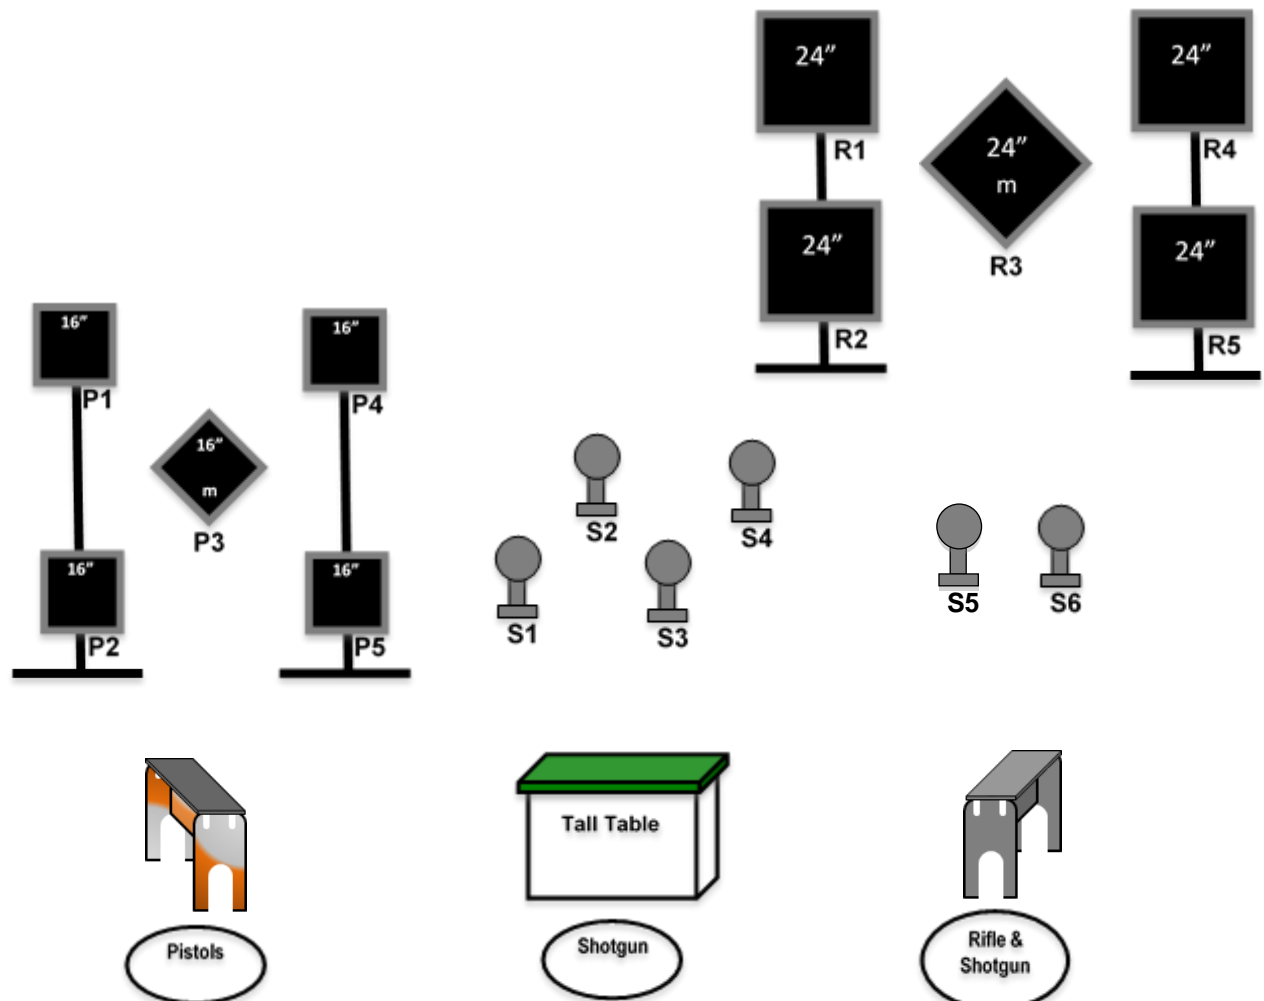 24”
24”
24”
m
R1
R4
24”
24”
R3
R2
R5
16”
16”
P1
P4
16”
m
P3
S2
S4
16”
16”
S5
S6
S1
S3
P2
P5
Tall Table
Pistols
Shotgun
Rifle &
Shotgun